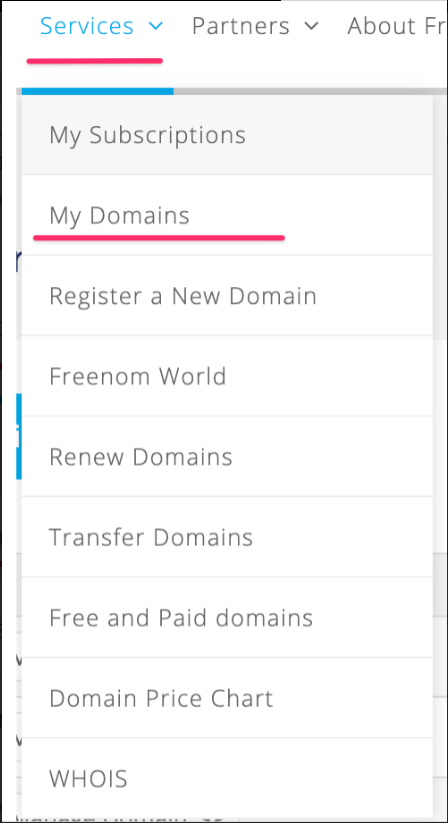 Services Partners About Fr
My Subscriptions
My Domains
Register a New Domain
Freenom World
Renew Domains
Transfer Domains
Free and Paid domains
Domain Price Chart
WHOIS